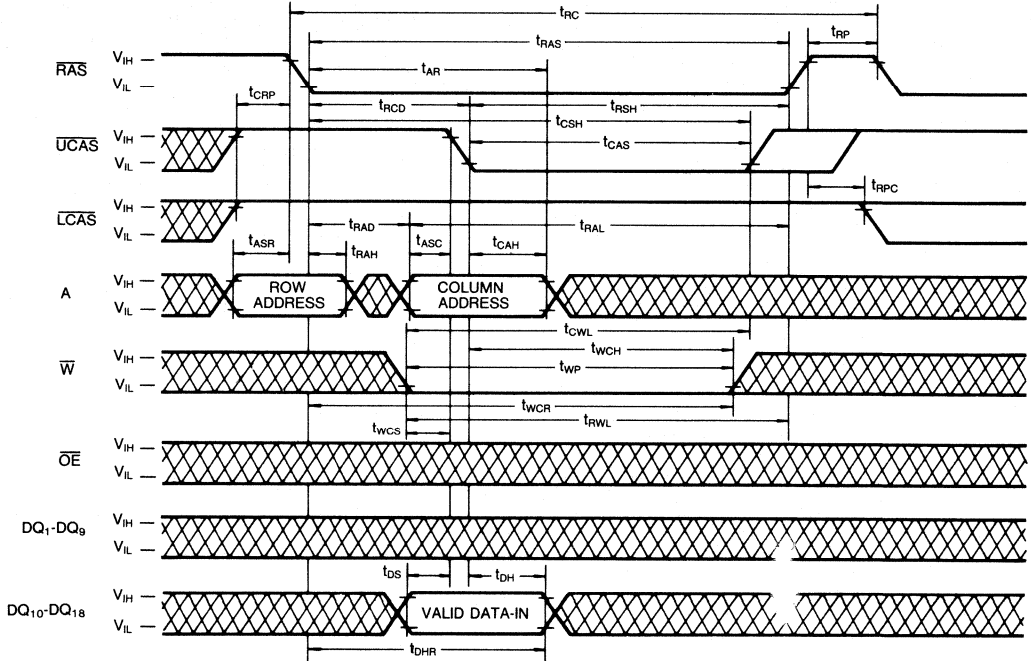 tRC
tRAS
tRP
RAS
VIH
VIL
tAR
tCRP
tRCD
tRSH
tCSH
UCAS
VIH
VIL
tCAS
tRPC
LCAS
VIH
VIL
tRAD
tRAL
tASR
tRAH
tASC
tCAH
A
VIH
VIL
ROW
ADDRESS
COLUMN
ADDRESS
tCWL
tWCH
W
VIH
VIL
tWP
tWCR
tRWL
tWCS
OE
VIH
VIL
DQ1-DQ9
VIH
VIL
tDS
tDH
DQ10-DQ18
VIH
VIL
VALID DATA-IN
tDHR